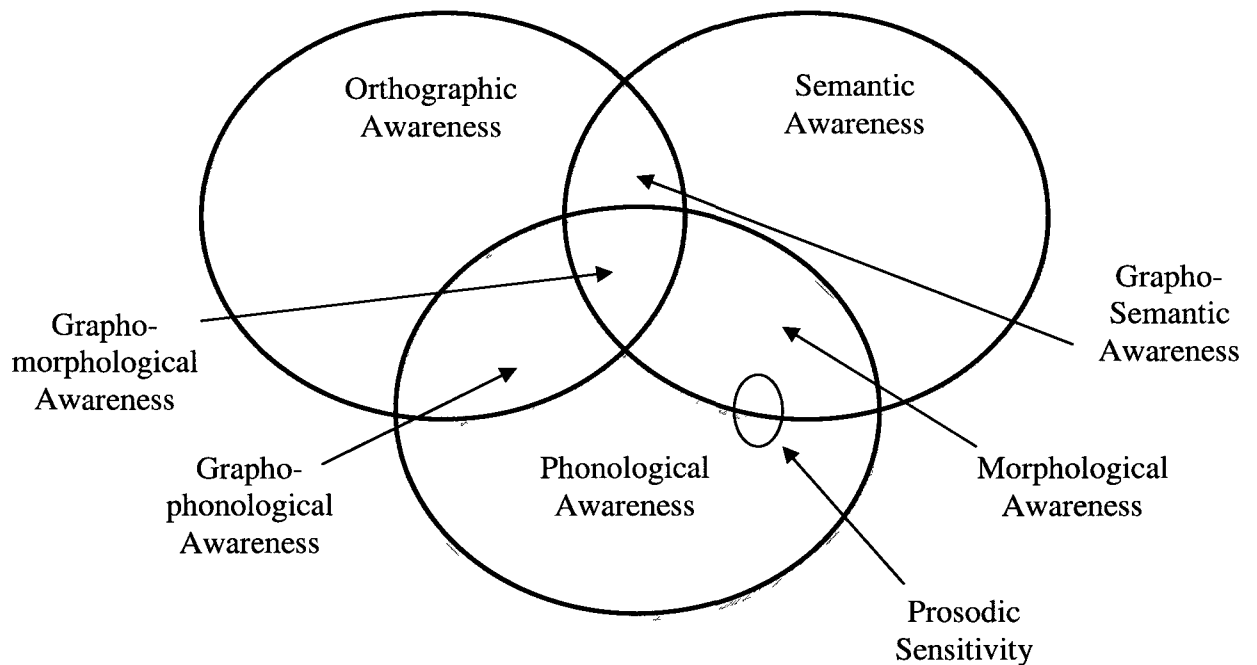 Orthographic
Awareness
Semantic
Awareness
Grapho-
morphological
Awareness
Grapho-
Semantic
Awareness
Grapho-
phonological
Awareness
Phonological
Awareness
Morphological
Awareness
Prosodic
Sensitivity